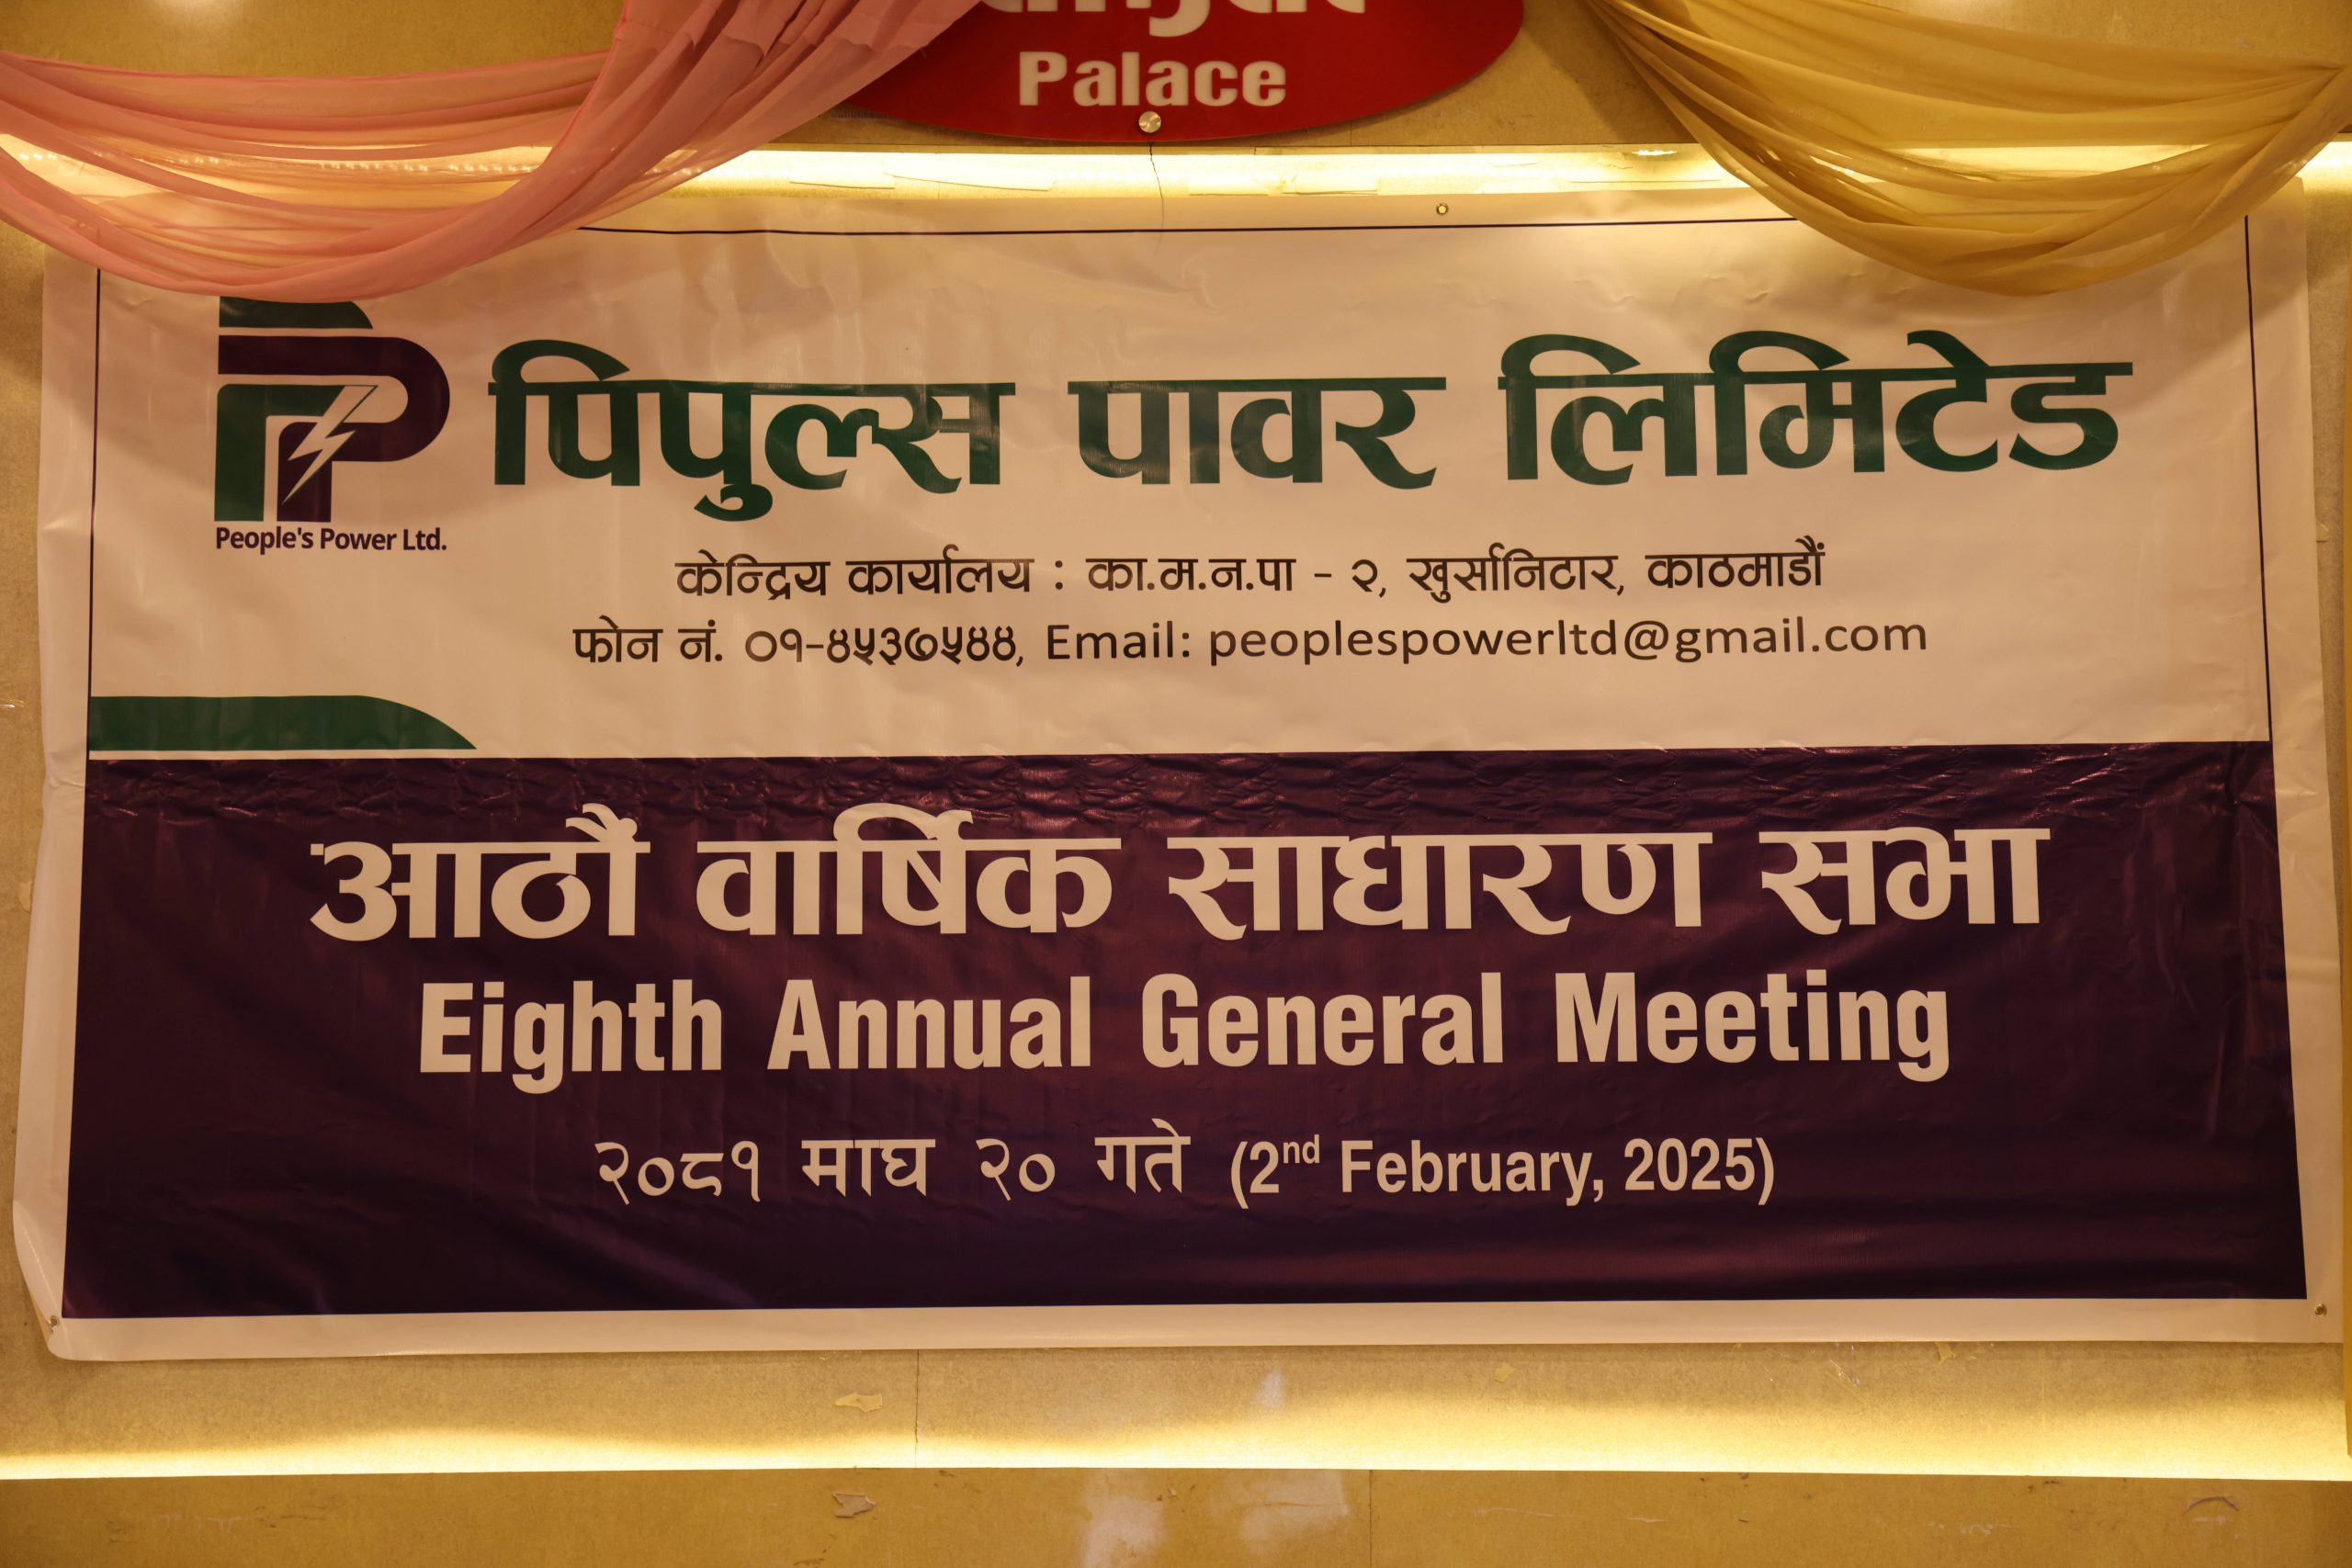 Palace
पिपुल्स पावर लिमिटेड
People's Power Ltd.
केन्द्रिय कार्यालय : का.म.न.पा - २, खुर्सानिटार, काठमाडौं
फोन नं. ०१-४५३७५४४, Email: peoplespowerltd@gmail.com
आठौं वार्षिक साधारण सभा
Eighth Annual General Meeting
२०८१ माघ २० गते (2nd February, 2025)